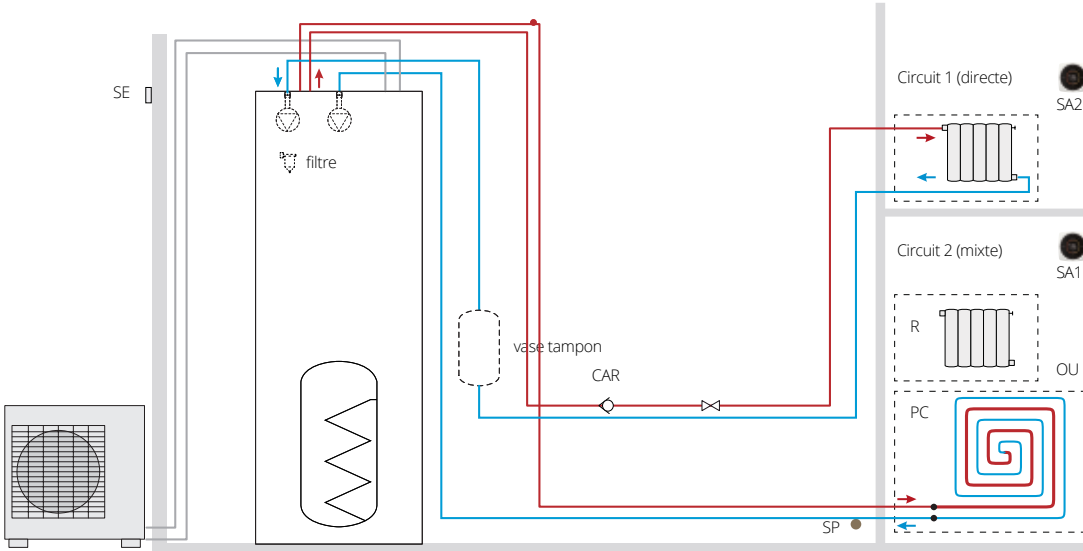 SE
filtre
vase tampon
CAR
SP
Circuit 1 (directe)
SA2
Circuit 2 (mixte)
SA1
R
OU
PC